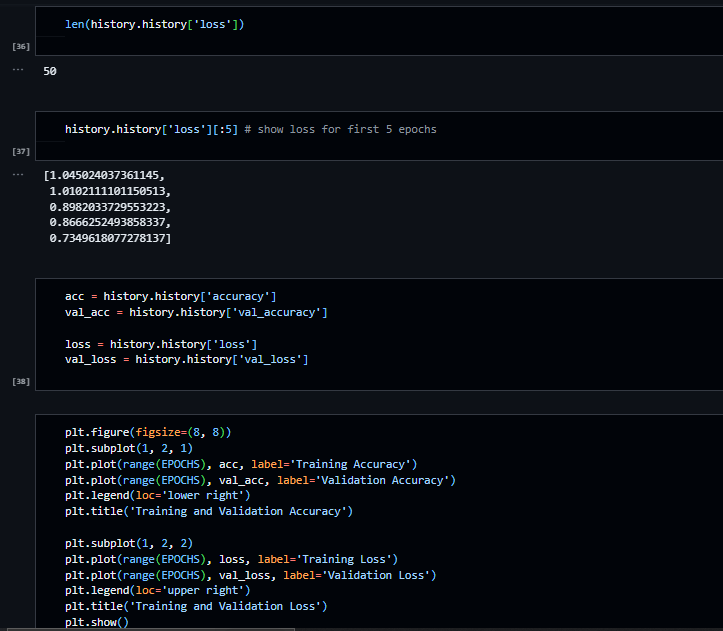 len(history.history['loss'])
[36]
... 50
history.history['loss'][:5] # show loss for first 5 epochs
[37]
... [1.045024037361145,
1.0102111101150513,
0.8982033729553223,
0.8666252493858337,
0.7349618077278137]
acc = history.history['accuracy']
val_acc = history.history['val_accuracy']
loss = history.history['loss']
val_loss = history.history['val_loss']
[38]
plt.figure(figsize=(8, 8))
plt.subplot(1, 2, 1)
plt.plot(range(EPOCHS), acc, label='Training Accuracy')
plt.plot(range(EPOCHS), val_acc, label='Validation Accuracy')
plt.legend(loc='lower right')
plt.title('Training and Validation Accuracy')
plt.subplot(1, 2, 2)
plt.plot(range(EPOCHS), loss, label='Training Loss')
plt.plot(range(EPOCHS), val_loss, label='Validation Loss')
plt.legend(loc='upper right')
plt.title('Training and Validation Loss')
plt.show()